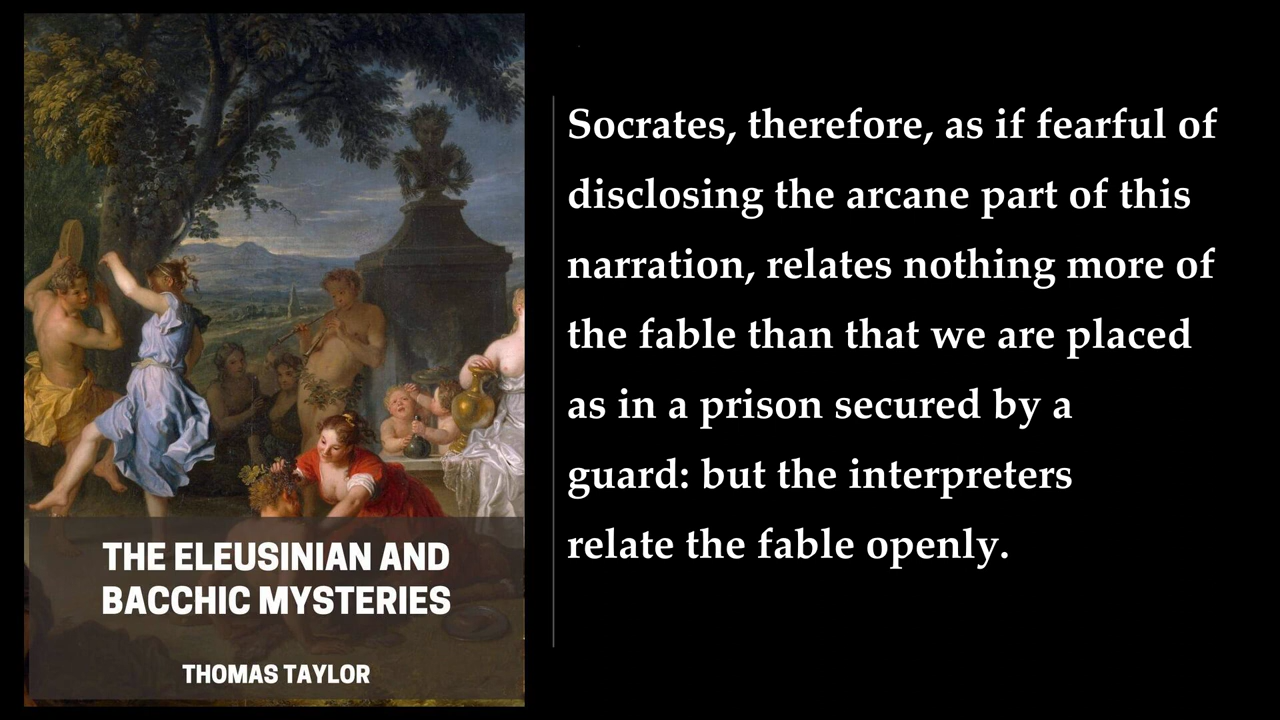 THE ELEUSINIAN AND
BACCHIC MYSTERIES
THOMAS TAYLOR
Socrates, therefore, as if fearful of
disclosing the arcane part of this
narration, relates nothing more of
the fable than that we are placed
as in a prison secured by a
guard: but the interpreters
relate the fable openly.